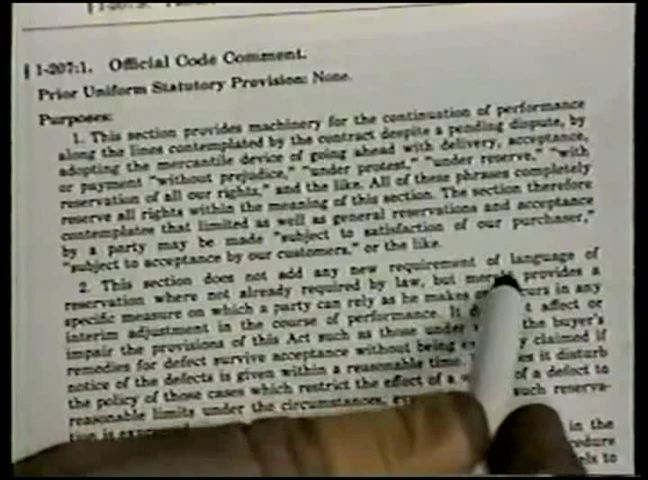 § 1-207:1. Official Code Comment.
Prior Uniform Statutory Provision: None.
Purposes:
1. This section provides machinery for the continuation of performance
along the lines contemplated by the contract despite a pending dispute, by
adopting the mercantile device of going ahead with delivery, acceptance,
or payment "without prejudice," "under protest," "under reserve," "with
reservation of all our rights," and the like. All of these phrases completely
reserve all rights within the meaning of this section. The section therefore
contemplates that limited as well as general reservations and acceptance
by a party may be made "subject to satisfaction of our purchaser,"
"subject to acceptance by our customers," or the like.
2. This section does not add any new requirement of language of
reservation where not already required by law, but merely provides a
specific measure on which a party can rely as he makes in any
interim adjustment in the course of performance. It affect or
impair the provisions of this Act such as those under the buyer's
remedies for defect survive acceptance without being claimed if
notice of the defects is given within a reasonable time. it disturb
the policy of those cases which restrict the effect of a of a defect to
reasonable limits under the circumstances, such reserva-
tion is
in the